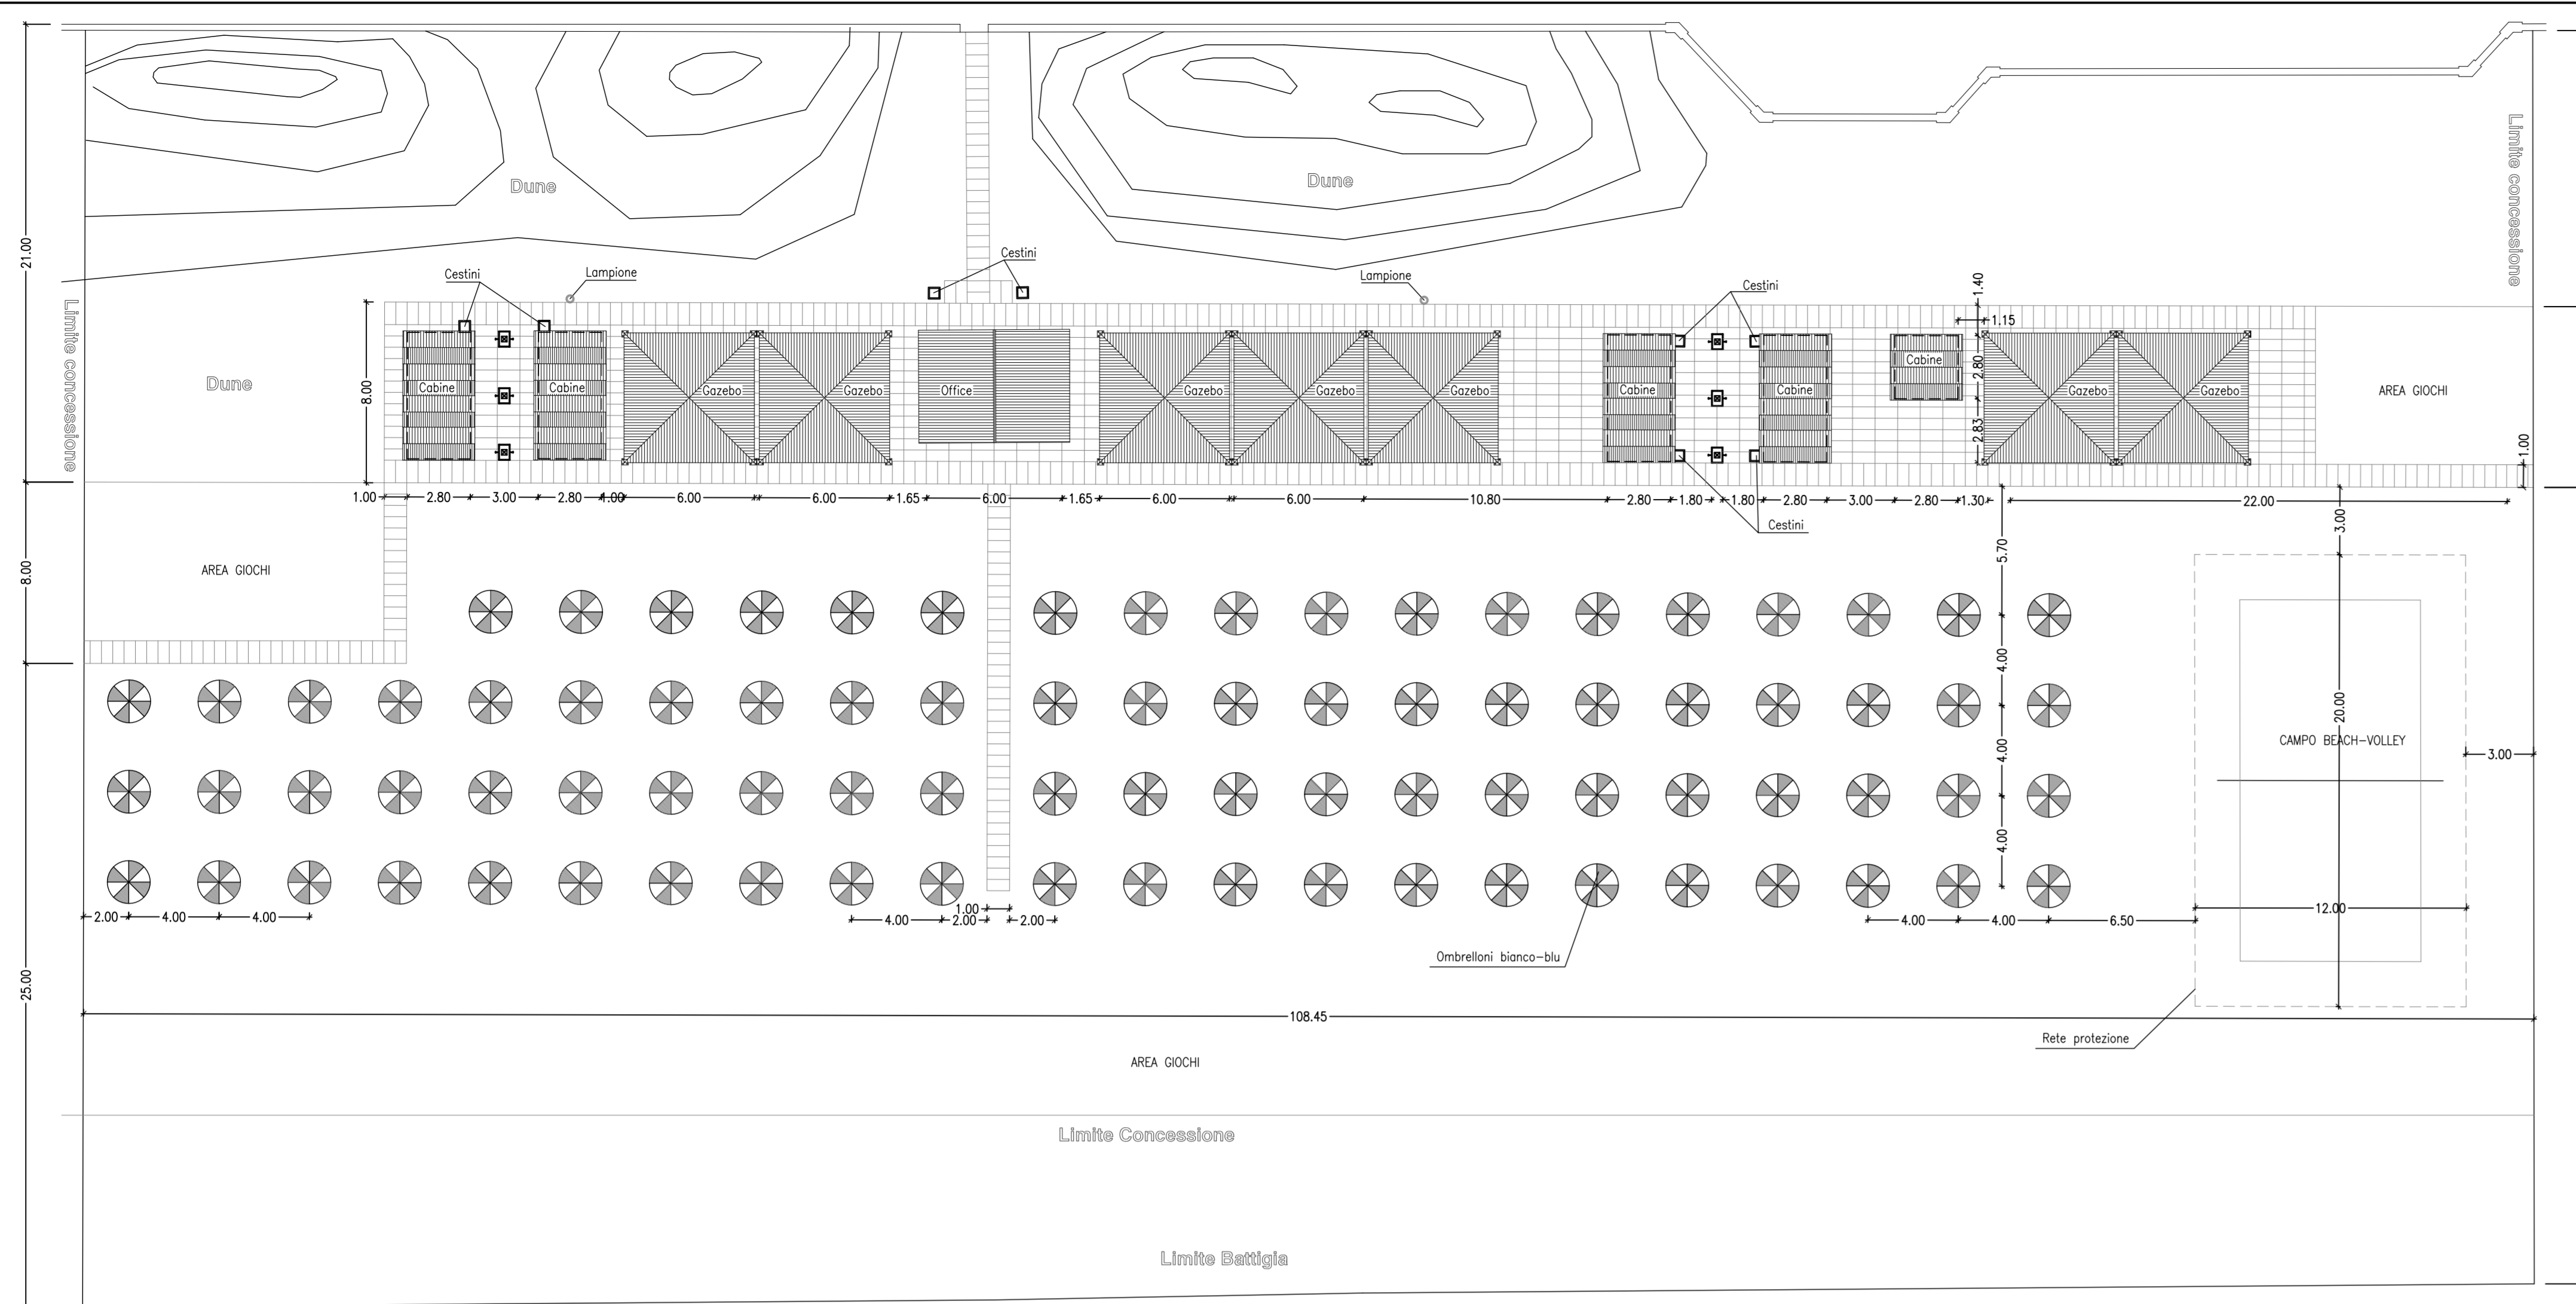 Dune
Dune
Limite concessione
21.00
Cestini
Lampione
Cestini
Lampione
Cestini
1.40
1.15
Limite concessione
Dune
8.00
Cabine
Cabine
Gazebo
Gazebo
Office
Gazebo
Gazebo
Gazebo
Cabine
Cabine
Cabine
2.80
2.83
Gazebo
Gazebo
AREA GIOCHI
1.00
1.00
2.80
3.00
2.80
1.00
6.00
6.00
1.65
6.00
1.65
6.00
6.00
10.80
2.80
1.80
1.80
2.80
3.00
2.80
1.30
22.00
Cestini
3.00
5.70
8.00
AREA GIOCHI
4.00
4.00
4.00
20.00
CAMPO BEACH-VOLLEY
3.00
12.00
2.00
4.00
4.00
4.00
2.00
1.00
2.00
4.00
4.00
6.50
Ombrelloni bianco-blu
25.00
108.45
Rete protezione
AREA GIOCHI
Limite Concessione
Limite Battigia